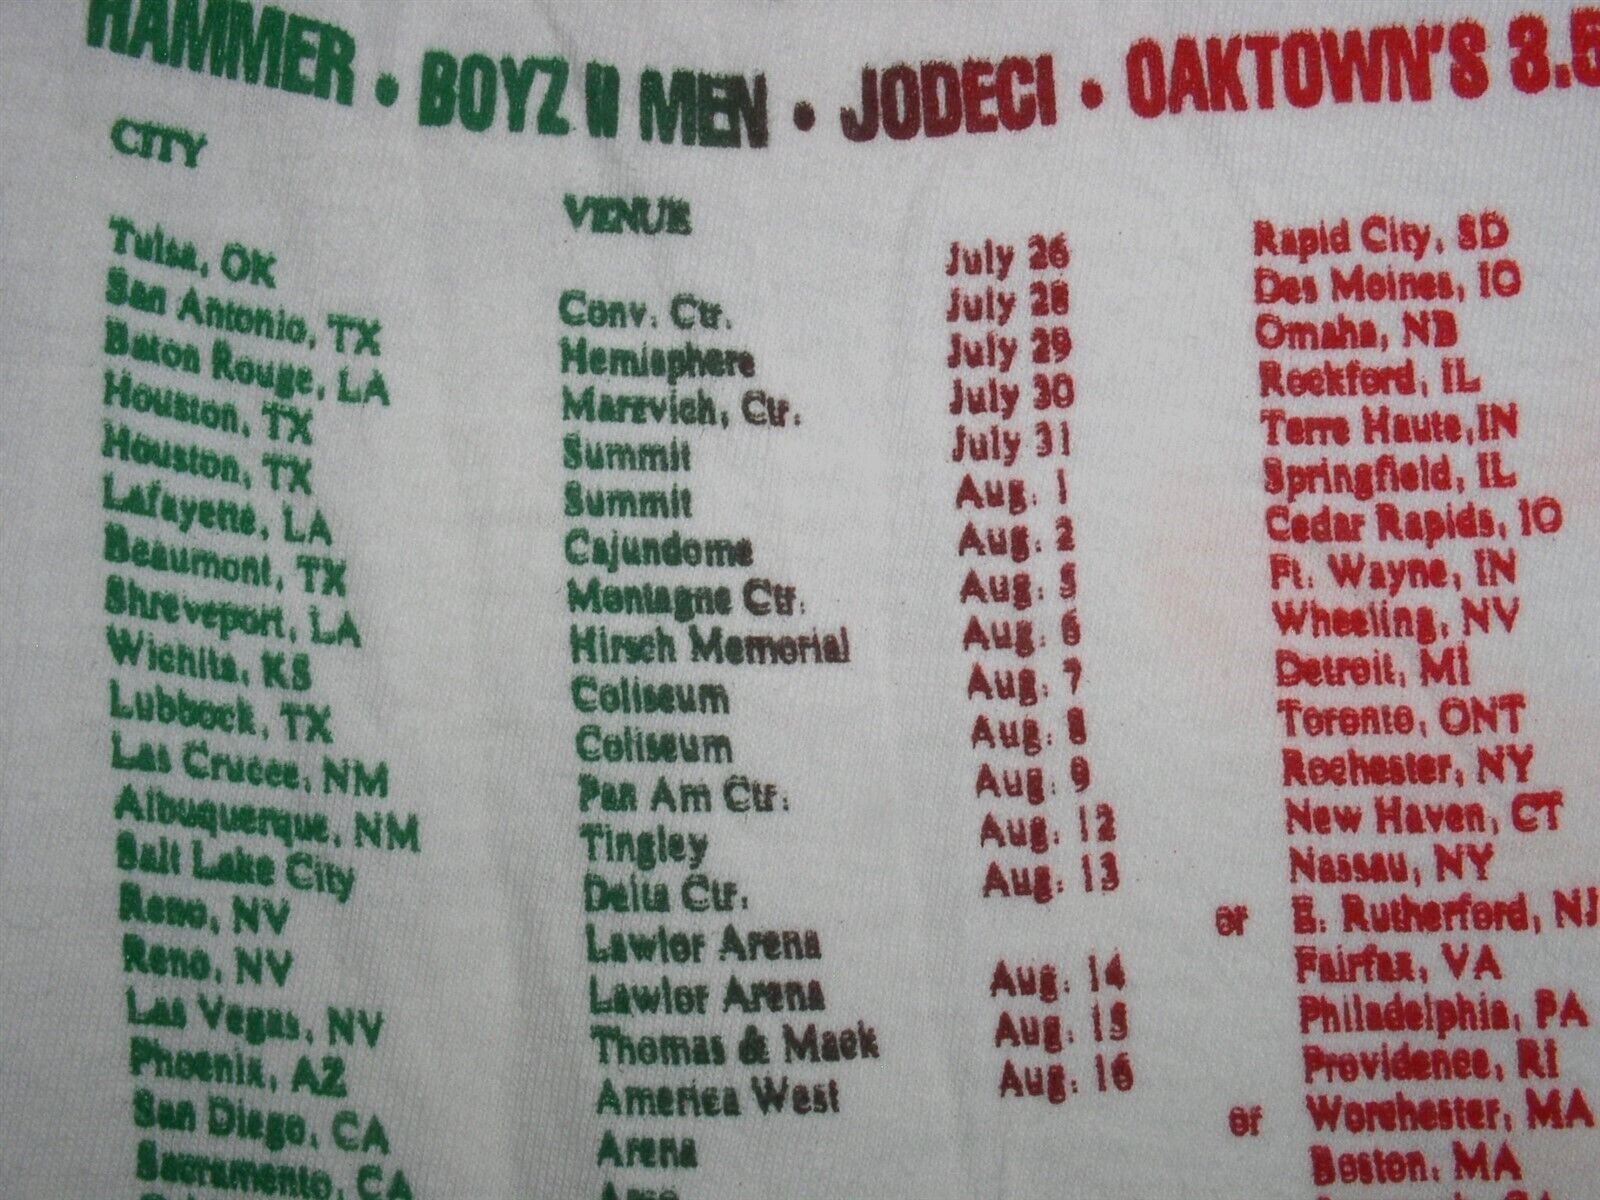 HAMMER • BOYZ II MEN • JODECI • OAKTOWN'S 3.5
CITY
Tulsa, OK
San Antonio, TX
Baton Rouge, LA
Houston, TX
Houston, TX
Lafayette, LA
Beaumont, TX
Shreveport, LA
Wichita, KS
Lubbock, TX
Las Cruces, NM
Albuquerque, NM
Salt Lake City
Reno, NV
Reno, NV
Las Vegas, NV
Phoenix, AZ
San Diego, CA
Sacramento, CA
VENUE
Conv. Ctr.
Hemisphere
Marzvich, Ctr.
Summit
Summit
Cajundome
Montagne Ctr.
Hirsch Memorial
Coliseum
Coliseum
Pan Am Ctr.
Tingley
Delta Ctr.
Lawlor Arena
Lawlor Arena
Thomas & Mack
America West
Arena
July 26
July 28
July 29
July 30
July 31
Aug. 1
Aug. 2
Aug. 5
Aug. 6
Aug. 7
Aug. 8
Aug. 9
Aug. 12
Aug. 13
Aug. 14
Aug. 15
Aug. 16
Rapid City, SD
Des Moines, IO
Omaha, NB
Rockford, IL
Terre Haute, IN
Springfield, IL
Cedar Rapids, IO
Ft. Wayne, IN
Wheeling, NV
Detroit, MI
Toronto, ONT
Rochester, NY
New Haven, CT
Nassau, NY
or E. Rutherford, NJ
Fairfax, VA
Philadelphia, PA
Providence, RI
or Worchester, MA
Boston, MA